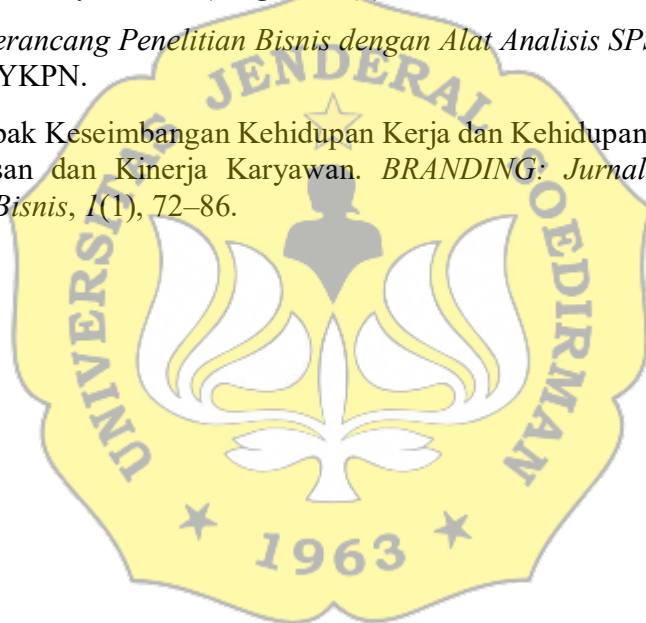 erancang Penelitian Bisnis dengan Alat Analisis SPS
YKPN.
pak Keseimbangan Kehidupan Kerja dan Kehidupan
san dan Kinerja Karyawan. BRANDING: Jurnal
Bisnis, 1(1), 72–86.
UNIVERSITAS JENDERAL SOEDIRMAN
1963